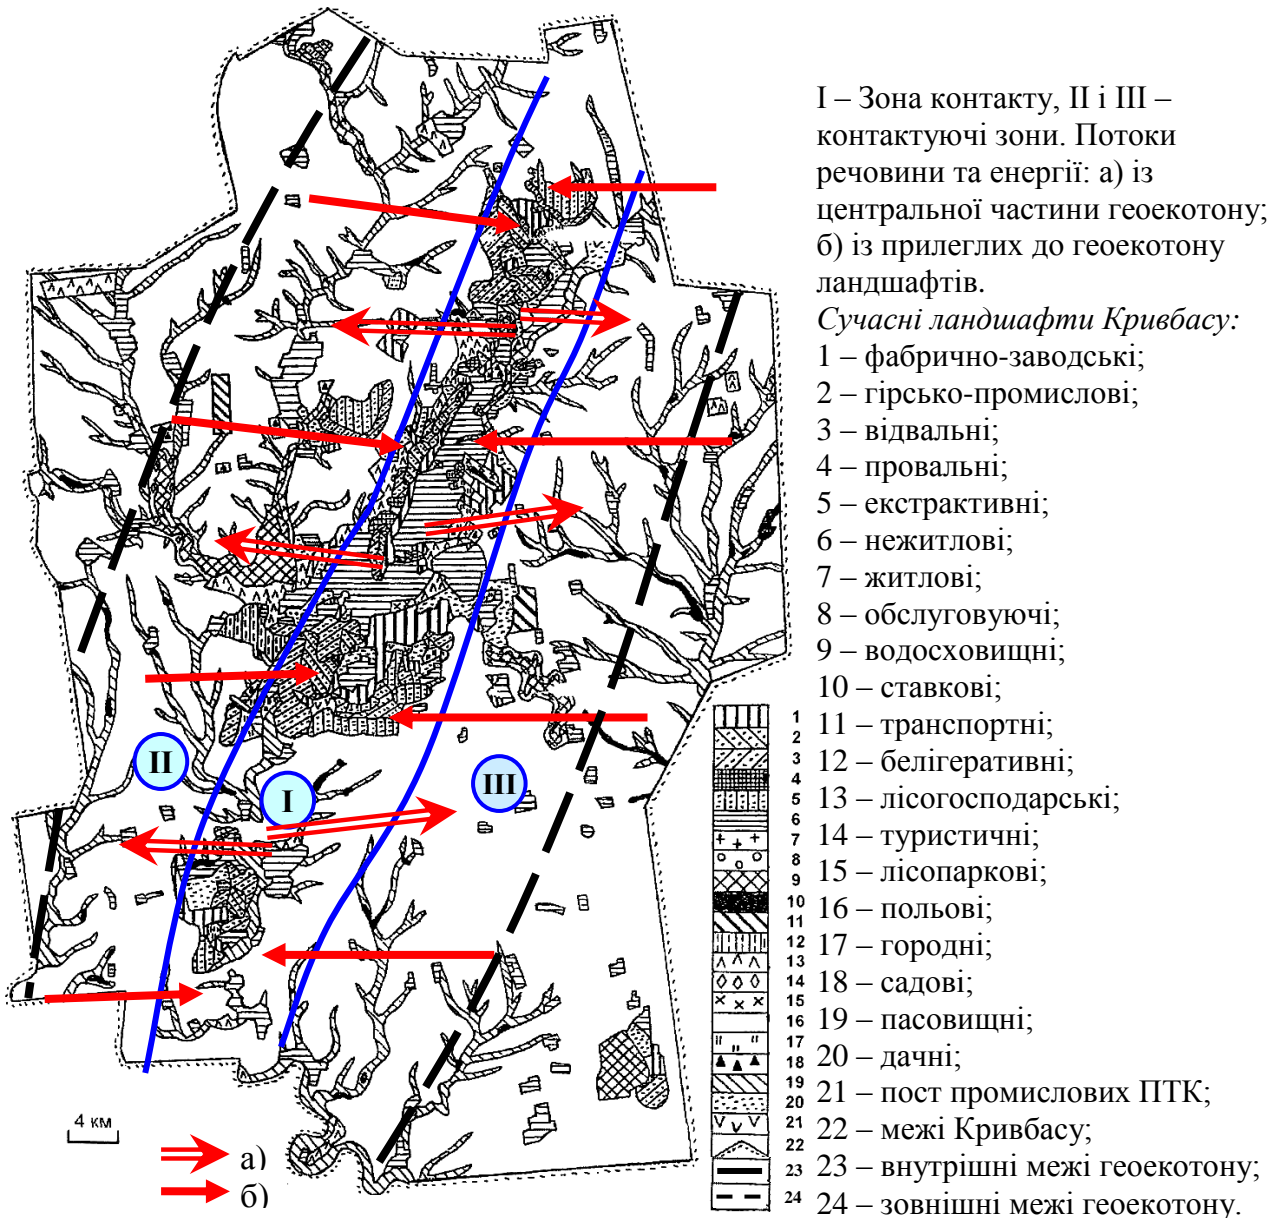 І – Зона контакту, ІІ і ІІІ –
контактуючі зони. Потоки
речовини та енергії: а) із
центральної частини геоекотону;
б) із прилеглих до геоекотону
ландшафтів.
Сучасні ландшафти Кривбасу:
1 – фабрично-заводські;
2 – гірсько-промислові;
3 – відвальні;
4 – провальні;
5 – екстрактивні;
6 – нежитлові;
7 – житлові;
8 – обслуговуючі;
9 – водосховищні;
10 – ставкові;
11 – транспортні;
12 – белігеративні;
13 – лісогосподарські;
14 – туристичні;
15 – лісопаркові;
16 – польові;
17 – городні;
18 – садові;
19 – пасовищні;
20 – дачні;
21 – пост промислових ПТК;
22 – межі Кривбасу;
23 – внутрішні межі геоекотону;
24 – зовнішні межі геоекотону.
1
2
3
4
5
6
7
8
9
10
11
12
13
14
15
16
17
18
19
20
21
22
23
24
ІІ
І
ІІІ
4 км
а)
б)